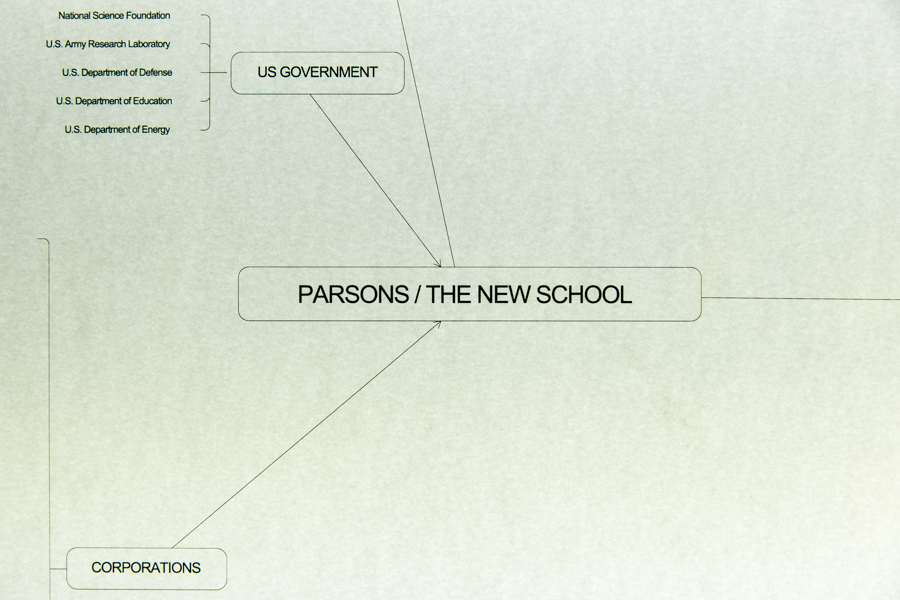 National Science Foundation
U.S. Army Research Laboratory
U.S. Department of Defense
U.S. Department of Education
U.S. Department of Energy
US GOVERNMENT
PARSONS / THE NEW SCHOOL
CORPORATIONS